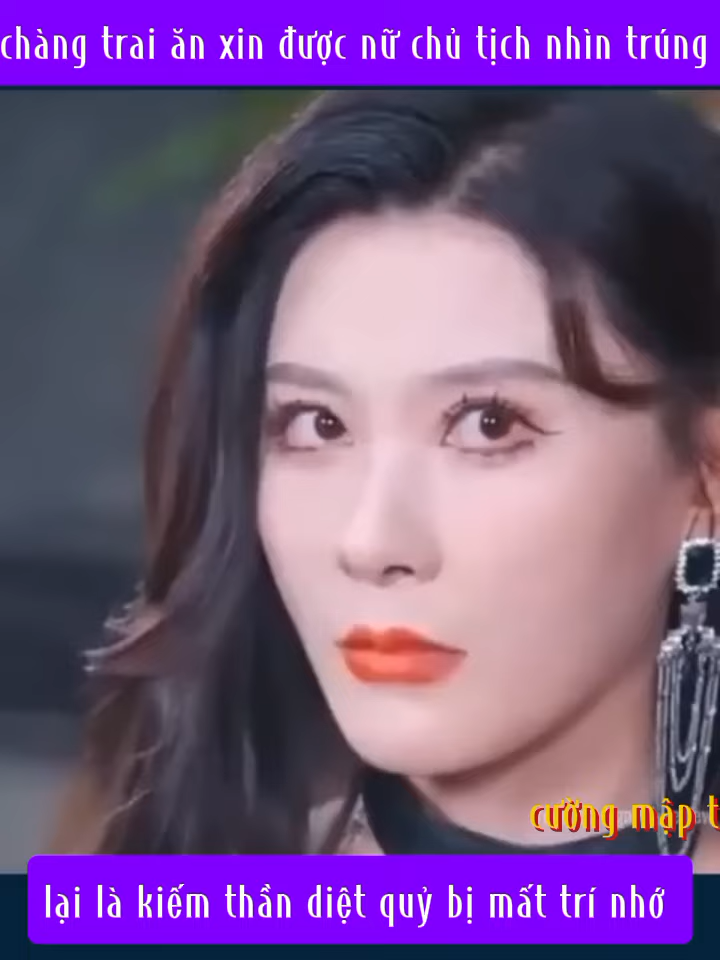 chàng trai ăn xin được nữ chủ tịch nhìn trúng
cường mập
lại là kiếm thần diệt quỷ bị mất trí nhớ